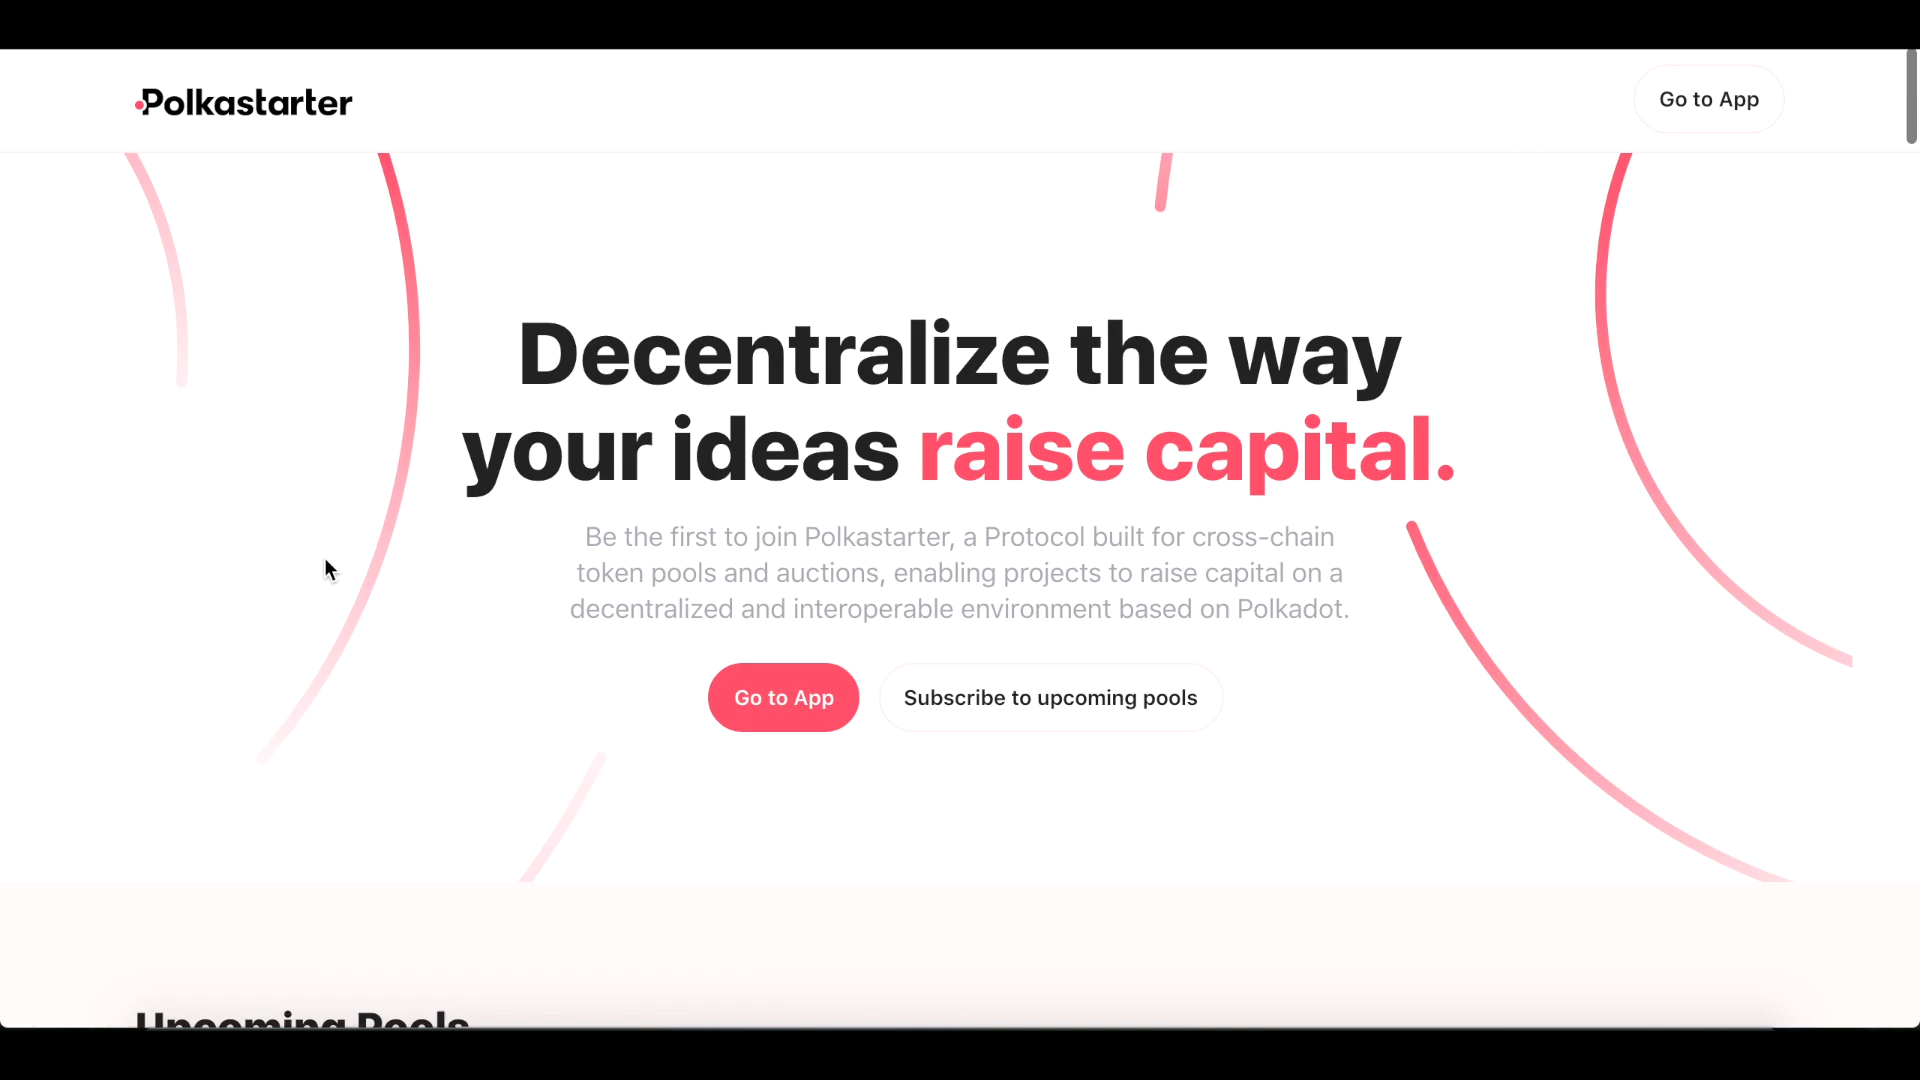 Polkastarter
Go to App
Decentralize the way
your ideas raise capital.
Be the first to join Polkastarter, a Protocol built for cross-chain
token pools and auctions, enabling projects to raise capital on a
decentralized and interoperable environment based on Polkadot.
Go to App
Subscribe to upcoming pools
Upcoming Pools